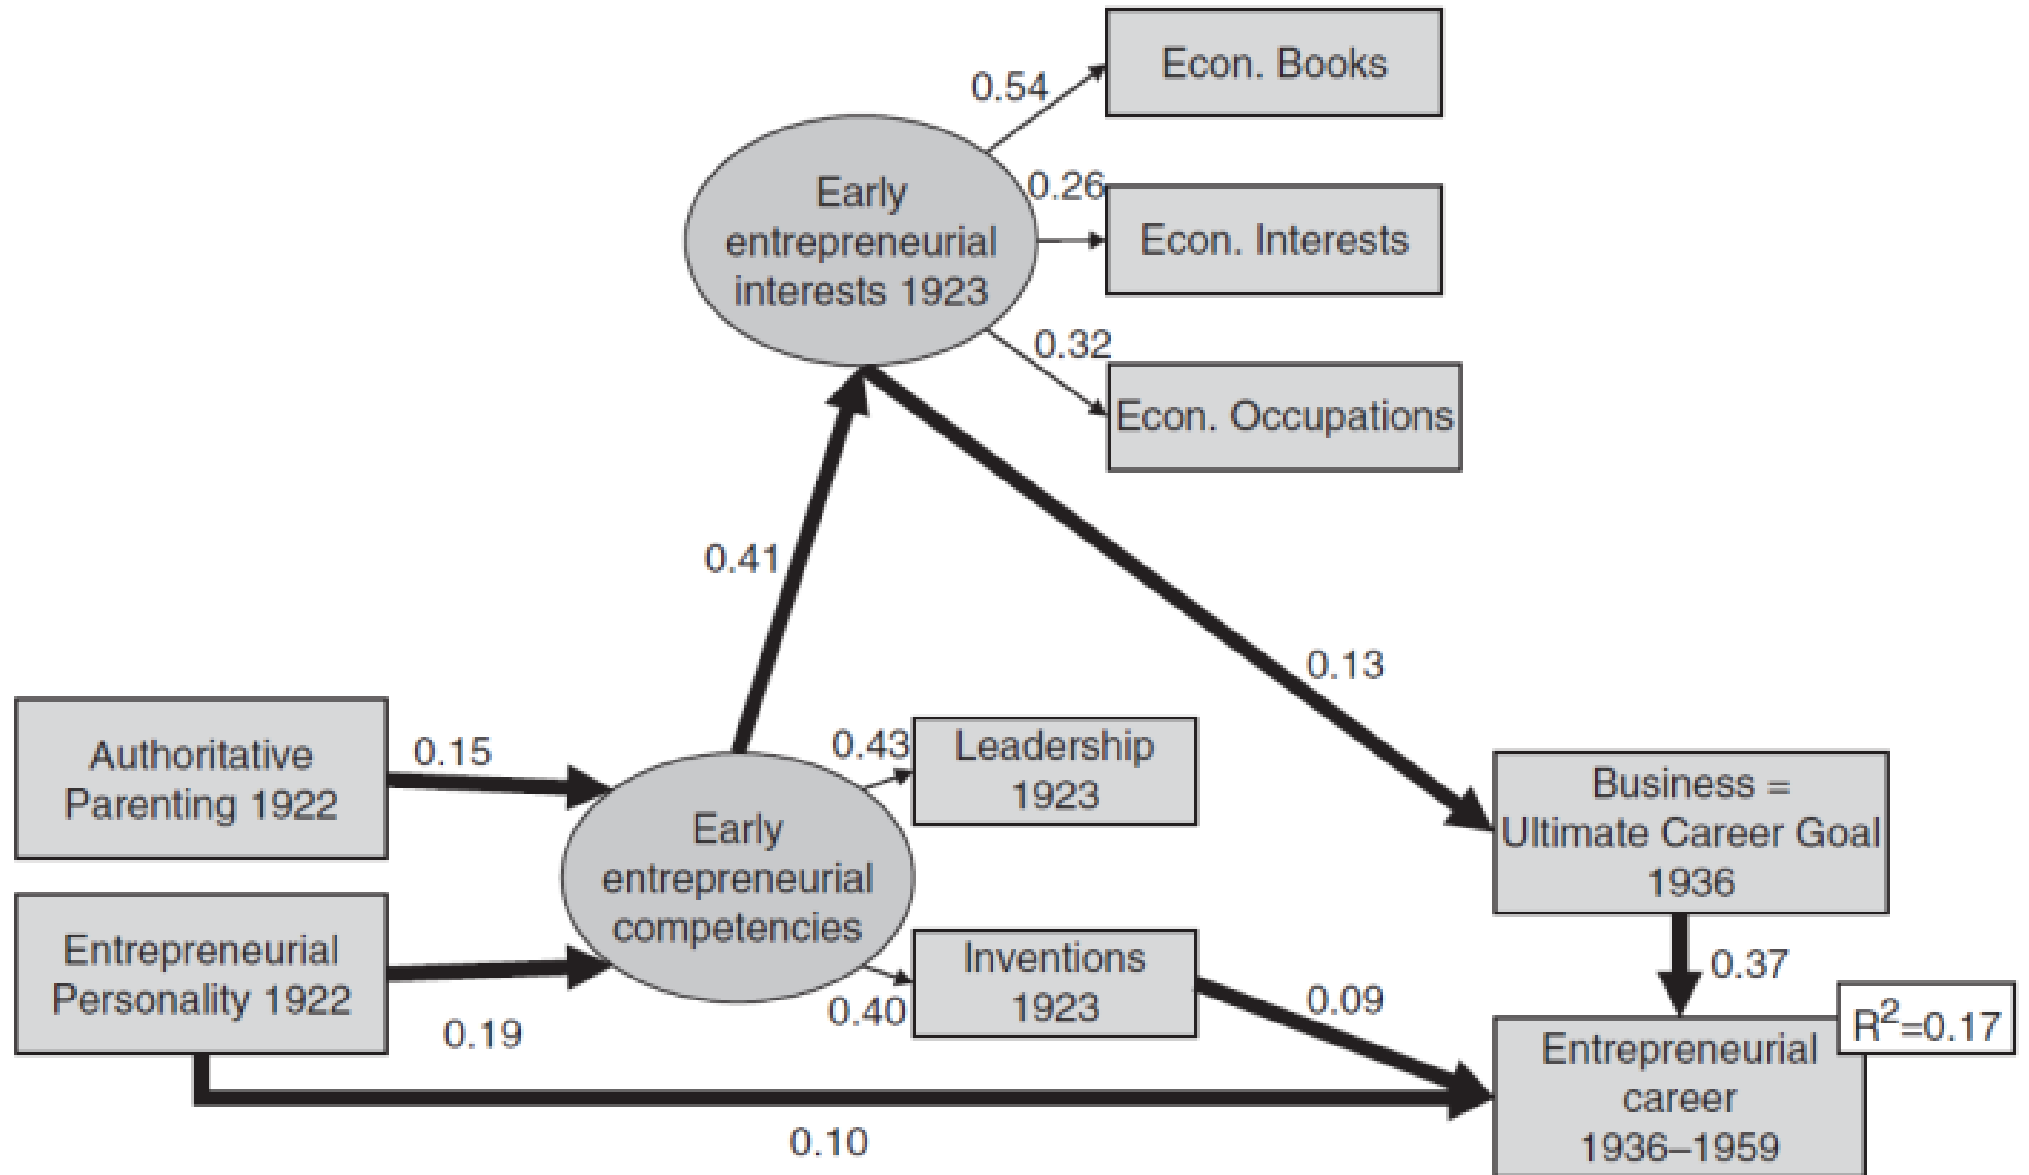 Econ. Books
0.54
Early
entrepreneurial
interests 1923
0.26
Econ. Interests
0.32
Econ. Occupations
0.41
0.13
Authoritative
Parenting 1922
0.15
Early
entrepreneurial
competencies
0.43
Leadership
1923
Business =
Ultimate Career Goal
1936
Entrepreneurial
Personality 1922
0.19
0.40
Inventions
1923
0.09
0.37
R²=0.17
Entrepreneurial
career
1936–1959
0.10